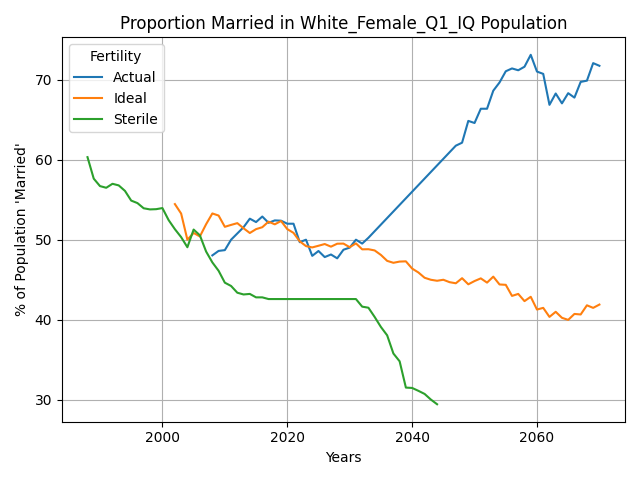 Proportion Married in White_Female_Q1_IQ Population
% of Population 'Married'
Fertility
Actual
Ideal
Sterile
70
60
50
40
30
2000
2020
2040
2060
Years